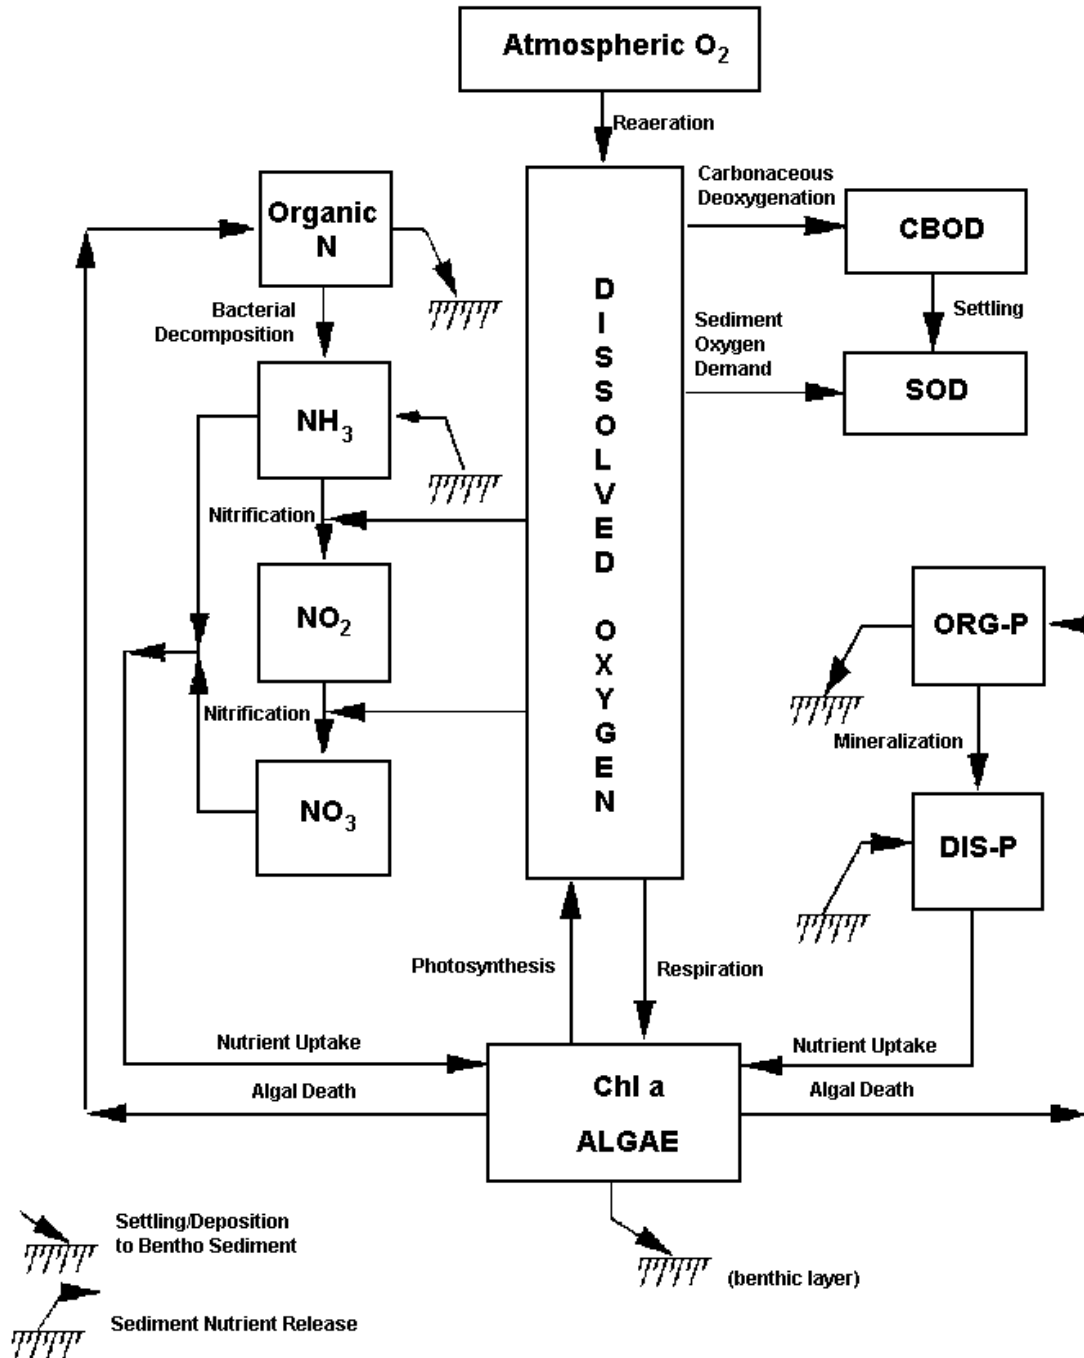 Atmospheric O₂
Reaeration
Carbonaceous
Deoxygenation
CBOD
Organic
N
Bacterial
Decomposition
Settling
Sediment
Oxygen
Demand
SOD
NH₃
DISSOLVED OXYGEN
Nitrification
NO₂
ORG-P
Nitrification
Mineralization
NO₃
DIS-P
Photosynthesis
Respiration
Nutrient Uptake
Nutrient Uptake
Algal Death
Chl a
ALGAE
Algal Death
Settling/Deposition
to Bentho Sediment
(benthic layer)
Sediment Nutrient Release